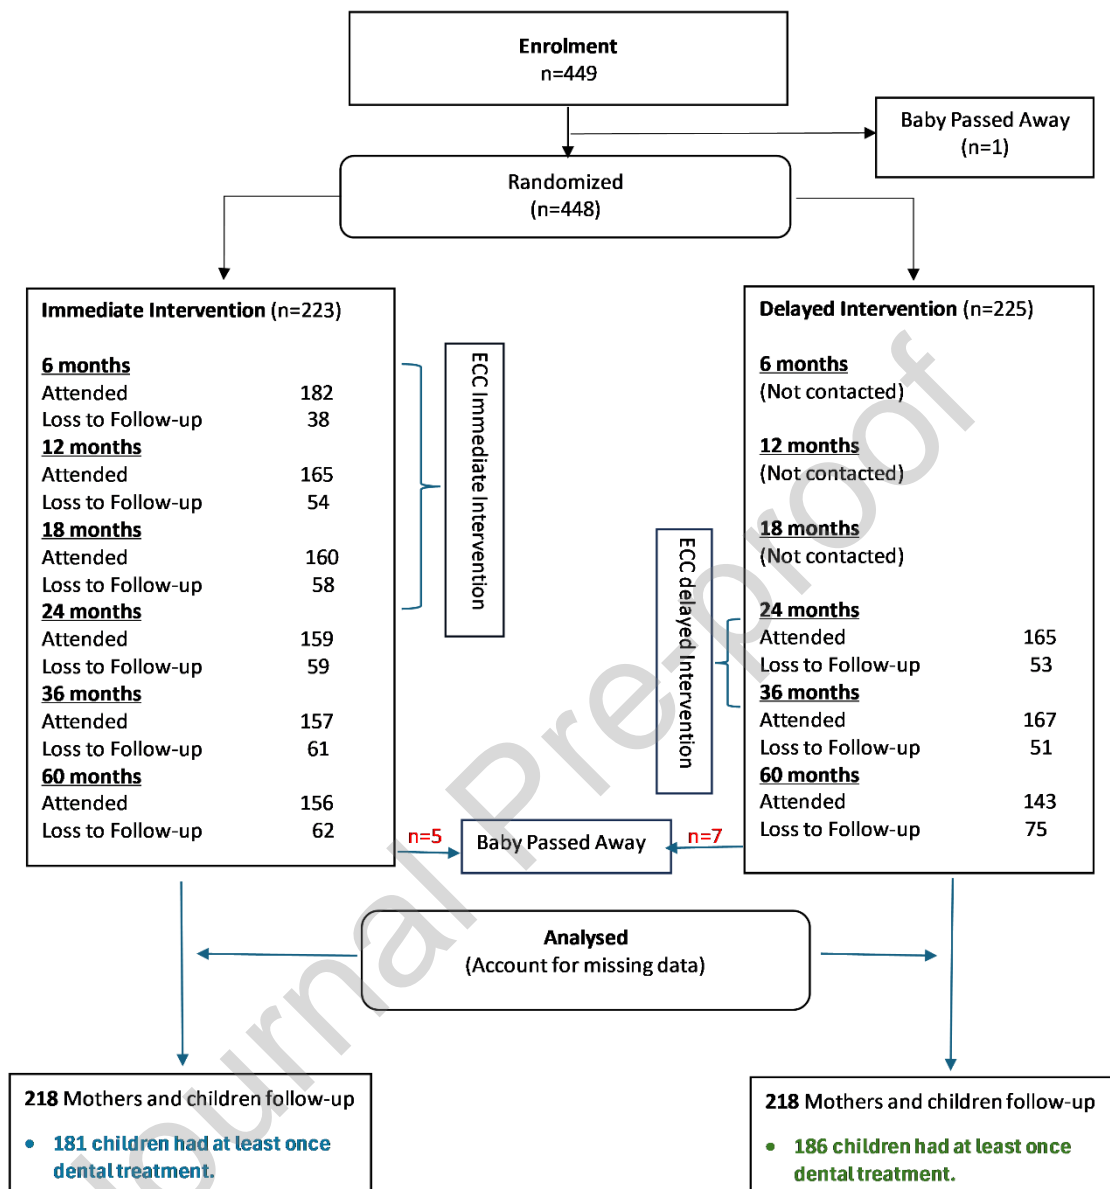 Enrolment
n=449
Baby Passed Away
(n=1)
Randomized
(n=448)
Immediate Intervention (n=223)
6 months
Attended 182
Loss to Follow-up 38
12 months
Attended 165
Loss to Follow-up 54
18 months
Attended 160
Loss to Follow-up 58
24 months
Attended 159
Loss to Follow-up 59
36 months
Attended 157
Loss to Follow-up 61
60 months
Attended 156
Loss to Follow-up 62
ECC Immediate Intervention
ECC delayed Intervention
Delayed Intervention (n=225)
6 months
(Not contacted)
12 months
(Not contacted)
18 months
(Not contacted)
24 months
Attended 165
Loss to Follow-up 53
36 months
Attended 167
Loss to Follow-up 51
60 months
Attended 143
Loss to Follow-up 75
n=5
Baby Passed Away
n=7
Analysed
(Account for missing data)
218 Mothers and children follow-up
• 181 children had at least once
dental treatment.
218 Mothers and children follow-up
• 186 children had at least once
dental treatment.
Journal Pre-proof